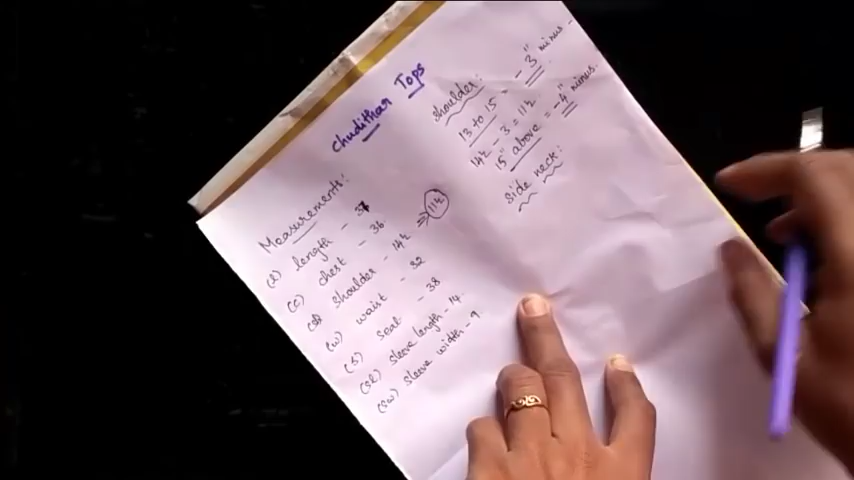 chudithar Tops
Measurements:
(l) length - 37
(c) chest - 36
(sh) shoulder - 14½ ⇒ 11½
(w) waist - 32
(s) seat - 38
(sl) sleeve length - 14
(sw) sleeve width - 9
shoulder:
13 to 15 - - 3" minus -
14½ - 3 = 11½
15" above = -4" minus.
side neck: